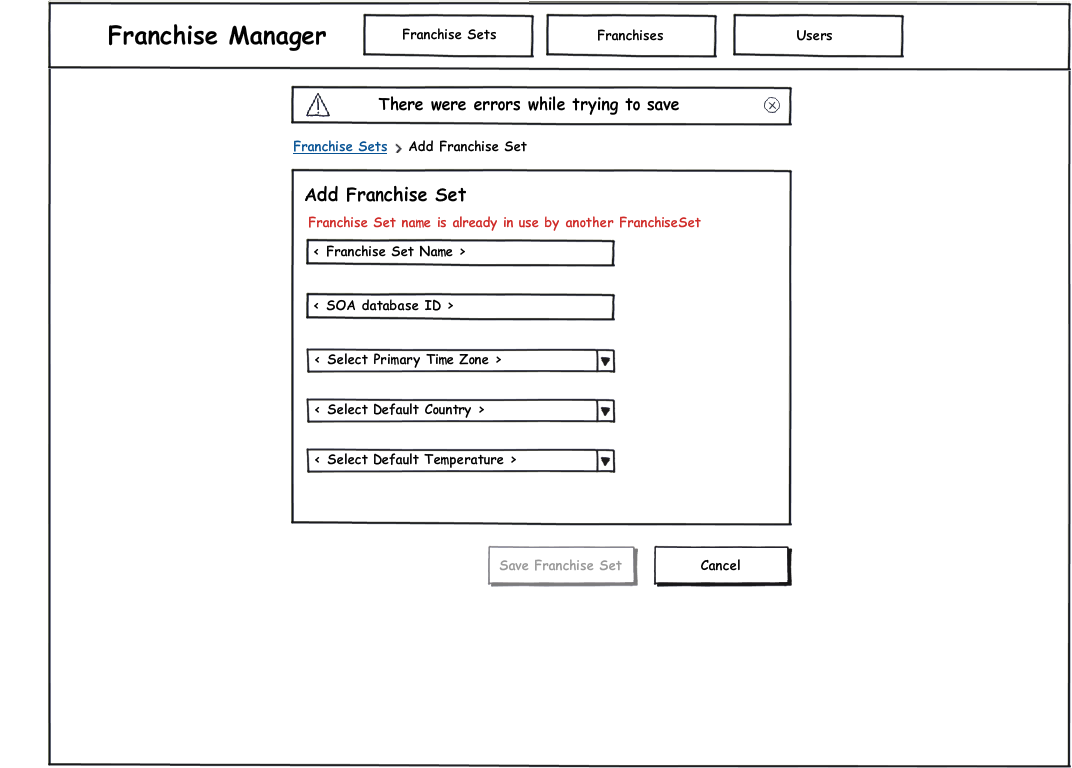 Franchise Manager
Franchise Sets
Franchises
Users
There were errors while trying to save
Franchise Sets > Add Franchise Set
Add Franchise Set
Franchise Set name is already in use by another FranchiseSet
< Franchise Set Name >
< SOA database ID >
< Select Primary Time Zone >
< Select Default Country >
< Select Default Temperature >
Save Franchise Set
Cancel